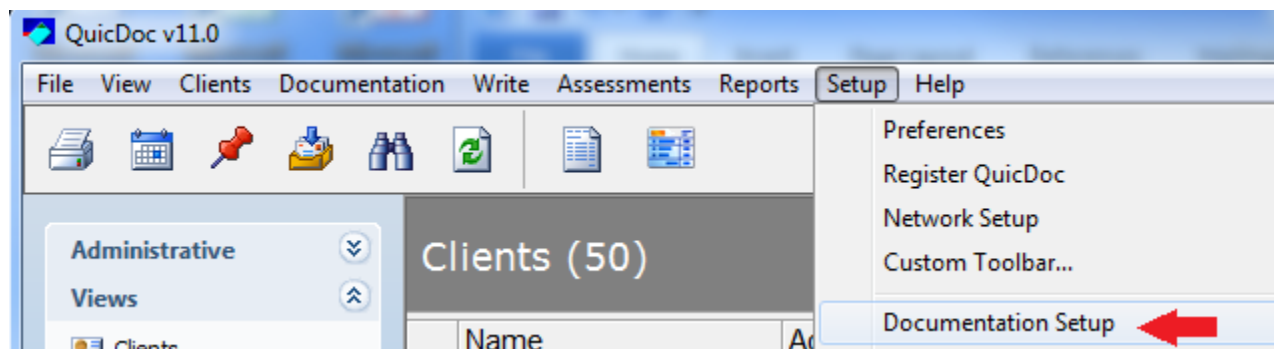 QuicDoc v11.0
File View Clients Documentation Write Assessments Reports Setup Help
Preferences
Register QuicDoc
Network Setup
Custom Toolbar...
Documentation Setup
Administrative
Views
Clients
Clients (50)
Name